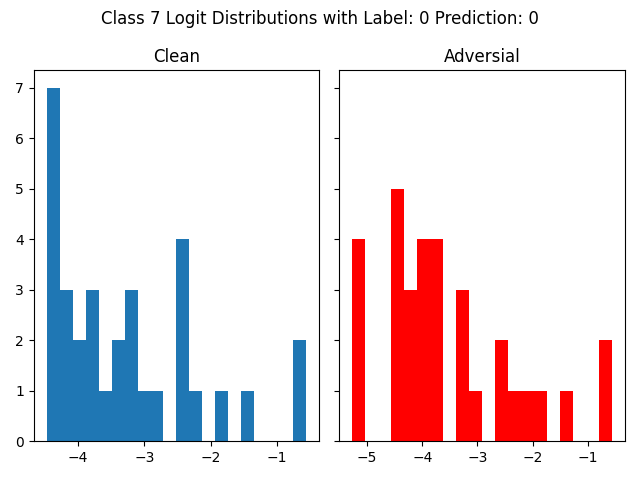 Class 7 Logit Distributions with Label: 0 Prediction: 0
Clean
Adversial
7
6
5
4
3
2
1
0
−4 −3 −2 −1
−5 −4 −3 −2 −1